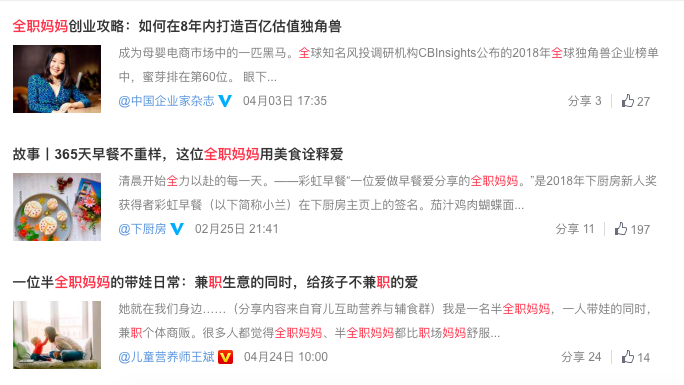 全职妈妈创业攻略：如何在8年内打造百亿估值独角兽
成为母婴电商市场中的一匹黑马。全球知名风投调研机构CBInsights公布的2018年全球独角兽企业榜单
中，蜜芽排在第60位。 眼下...
@中国企业家杂志 04月03日 17:35 分享 3 27
故事丨365天早餐不重样，这位全职妈妈用美食诠释爱
清晨开始全力以赴的每一天。——彩虹早餐“一位爱做早餐爱分享的全职妈妈。”是2018年下厨房新人奖
获得者彩虹早餐（以下简称小兰）在下厨房主页上的签名。茄汁鸡肉蝴蝶面...
@下厨房 02月25日 21:41 分享 11 197
一位半全职妈妈的带娃日常：兼职生意的同时，给孩子不兼职的爱
她就在我们身边……（分享内容来自育儿互助营养与辅食群）我是一名半全职妈妈，一人带娃的同时，
兼职个体商贩。很多人都觉得全职妈妈、半全职妈妈都比职场妈妈舒服...
@儿童营养师王斌 04月24日 10:00 分享 24 14